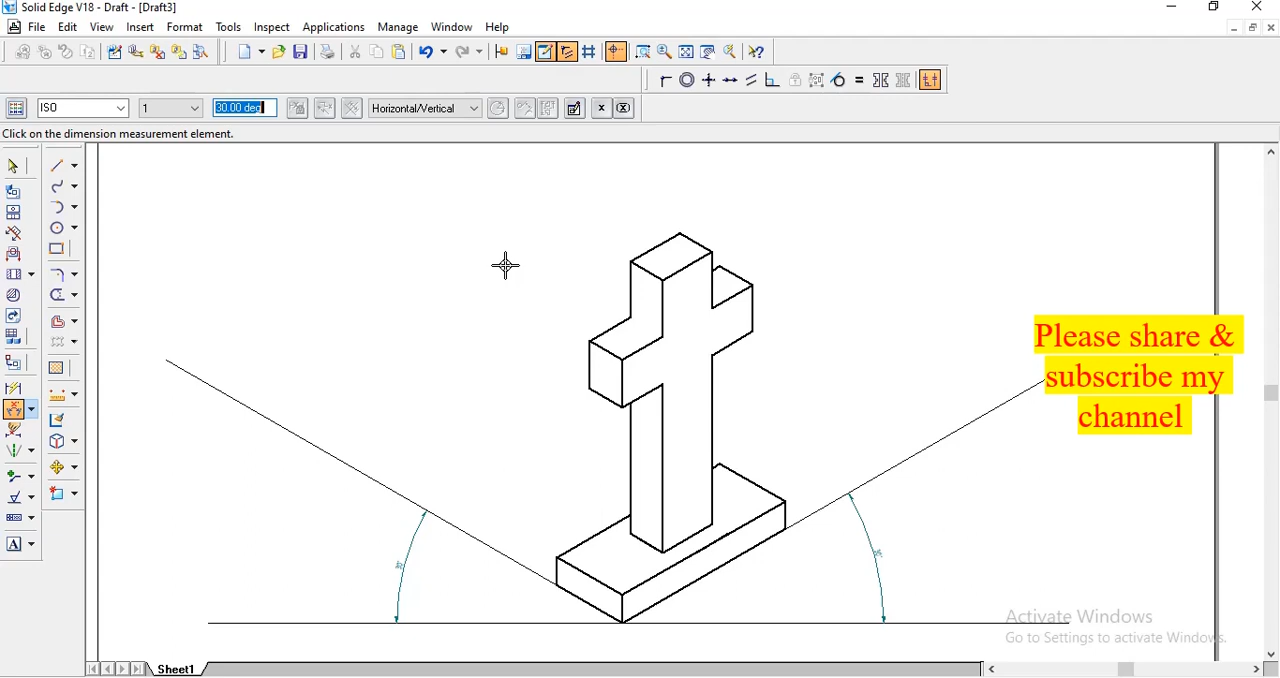 Solid Edge V18 - Draft - [Draft3]
File Edit View Insert Format Tools Inspect Applications Manage Window Help
ISO 1 30.00 deg Horizontal/Vertical
Click on the dimension measurement element.
Please share &
subscribe my
channel
Activate Windows
Go to Settings to activate Windows.
A
Sheet1